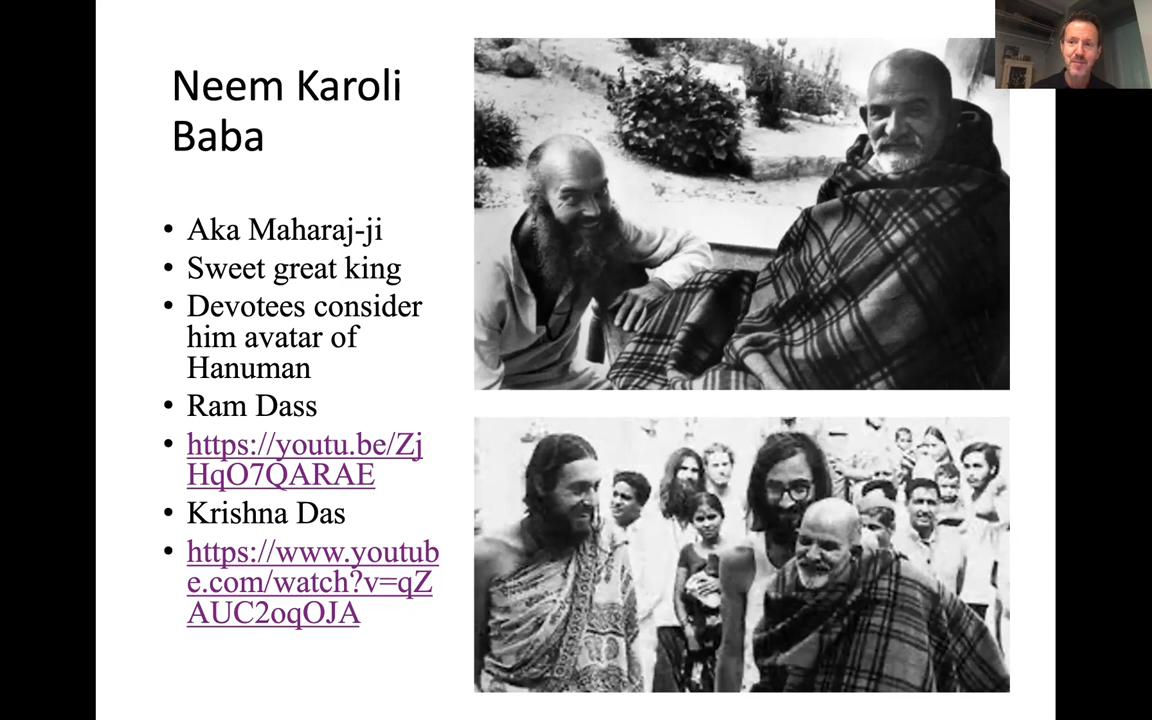 Neem Karoli
Baba
• Aka Maharaj-ji
• Sweet great king
• Devotees consider
him avatar of
Hanuman
• Ram Dass
• https://youtu.be/Zj
HqO7QARAE
• Krishna Das
• https://www.youtub
e.com/watch?v=qZ
AUC2oqOJA